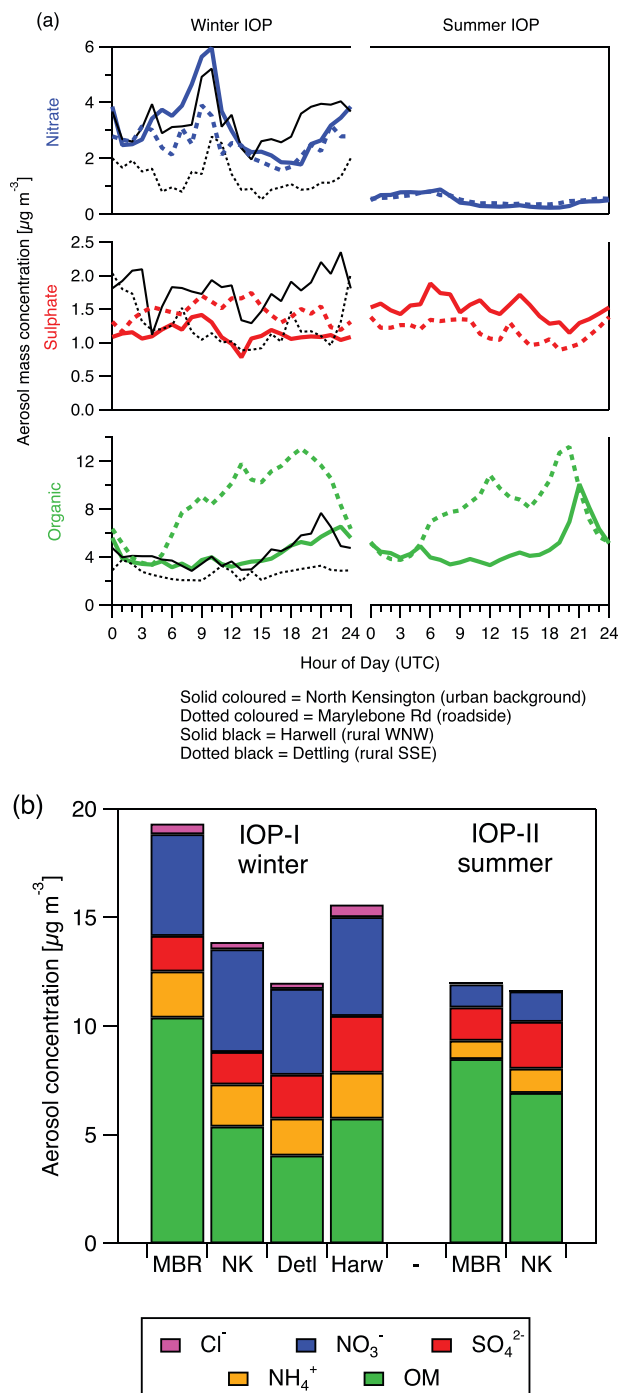 (a)
Winter IOP
Summer IOP
Aerosol mass concentration [µg m⁻³]
Nitrate
6
4
2
0
Sulphate
2.5
2.0
1.5
1.0
0.5
0.0
Organic
12
8
4
0
0 3 6 9 12 15 18 21 24
0 3 6 9 12 15 18 21 24
Hour of Day (UTC)
Solid coloured = North Kensington (urban background)
Dotted coloured = Marylebone Rd (roadside)
Solid black = Harwell (rural WNW)
Dotted black = Dettling (rural SSE)
(b)
Aerosol concentration [µg m⁻³]
20
15
10
5
0
IOP-I
winter
IOP-II
summer
MBR NK Detl Harw - MBR NK
Cl⁻ NO₃⁻ SO₄²⁻
NH₄⁺ OM